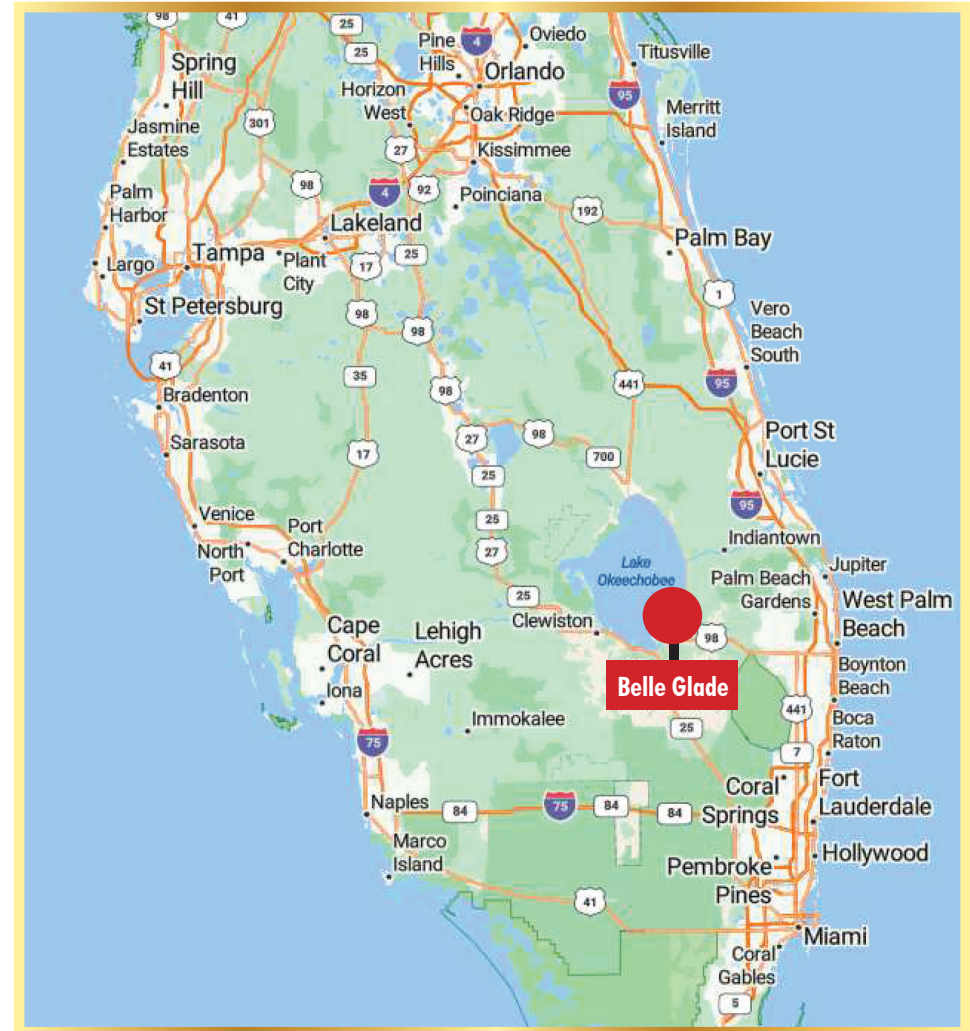 98
41
25
Pine
Hills
4
Oviedo
Titusville
Spring
Hill
25
Orlando
Horizon
West
95
Merritt
Island
Jasmine
Estates
301
Oak Ridge
27
Kissimmee
Palm
Harbor
98
4
92
Poinciana
192
Lakeland
Palm Bay
Largo
Tampa
Plant
City
17
25
St Petersburg
98
98
1
Vero
Beach
South
41
35
98
441
95
Bradenton
Sarasota
17
27
98
700
Port St
Lucie
25
95
Venice
25
North
Port
Port
Charlotte
27
Indiantown
Lake
Okeechobee
Jupiter
Palm Beach
Gardens
25
Clewiston
98
West Palm
Beach
Cape
Coral
Lehigh
Acres
Belle Glade
Boynton
Beach
Iona
Immokalee
441
Boca
Raton
25
7
75
Coral
Springs
Fort
Lauderdale
Naples
84
75
84
84
Marco
Island
Hollywood
Pembroke
Pines
41
Miami
Coral
Gables
5